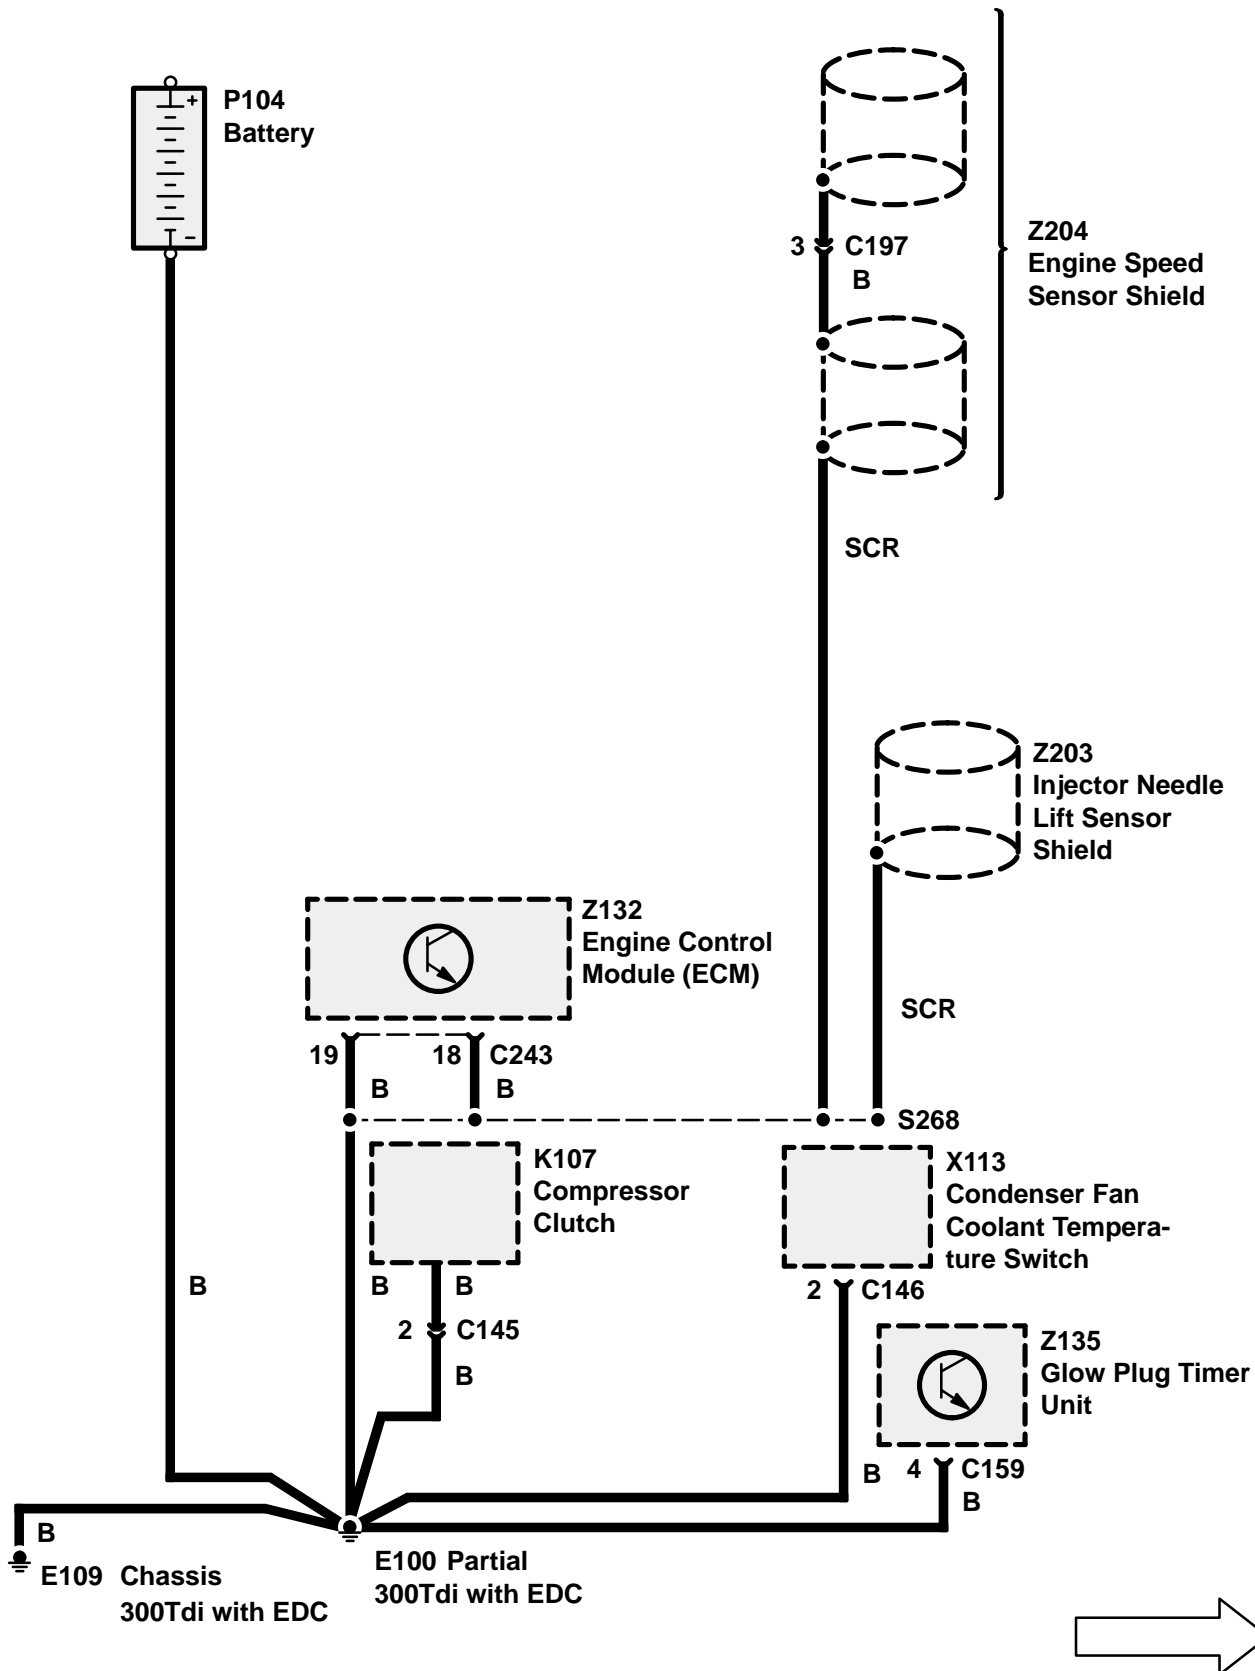 P104
Battery
+
–
3 C197
B
Z204
Engine Speed
Sensor Shield
SCR
Z203
Injector Needle
Lift Sensor
Shield
Z132
Engine Control
Module (ECM)
SCR
19 18 C243
B B
S268
K107
Compressor
Clutch
X113
Condenser Fan
Coolant Tempera-
ture Switch
B B B
2 C146
2 C145
B
Z135
Glow Plug Timer
Unit
B 4 C159
B
B
E109 Chassis
300Tdi with EDC
E100 Partial
300Tdi with EDC